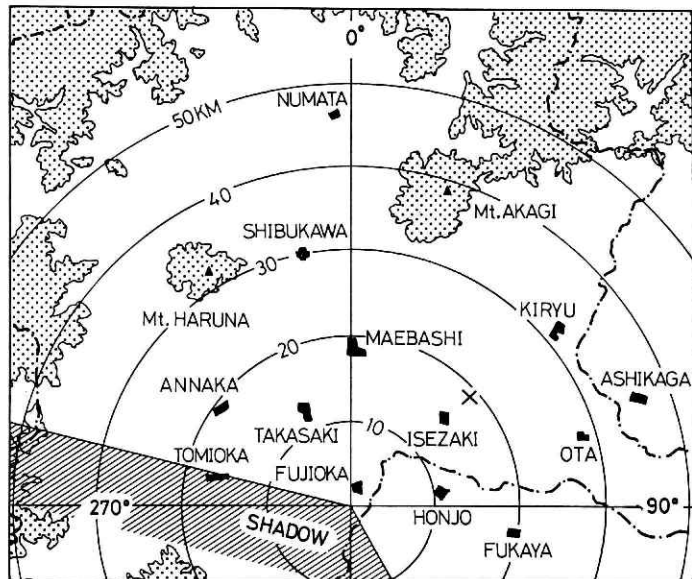 0°
50KM
NUMATA
40
Mt.AKAGI
SHIBUKAWA
30
Mt. HARUNA
KIRYU
20
MAEBASHI
ANNAKA
ASHIKAGA
10
TAKASAKI
ISEZAKI
OTA
TOMIOKA
FUJIOKA
270°
SHADOW
HONJO
90°
FUKAYA